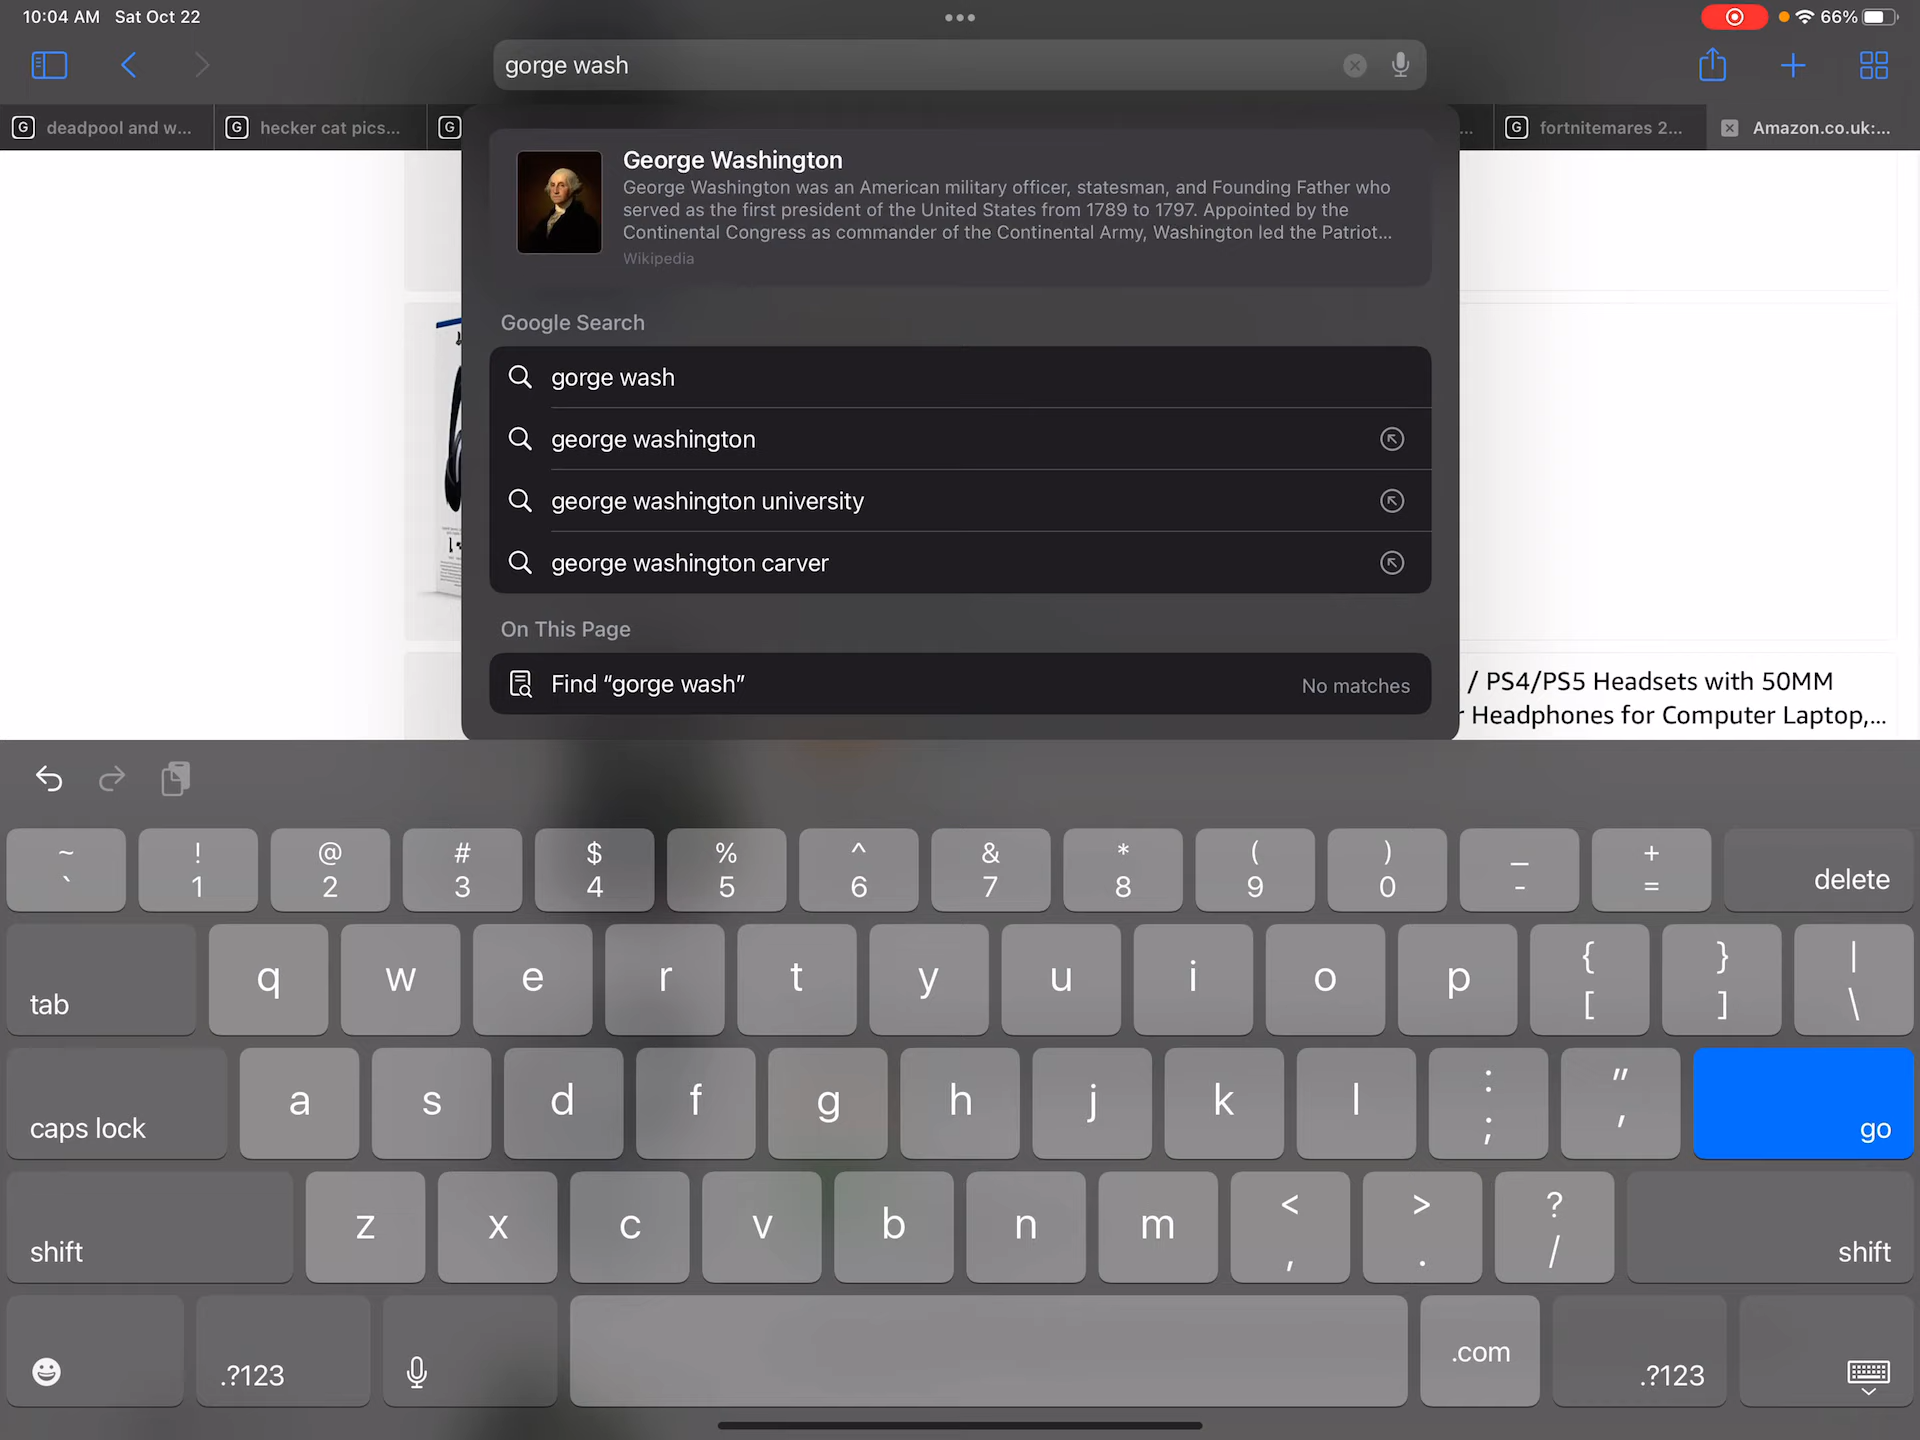 10:04 AM Sat Oct 22
66%
gorge wash
deadpool and w...
hecker cat pics...
...
fortnitemares 2...
Amazon.co.uk:...
George Washington
George Washington was an American military officer, statesman, and Founding Father who
served as the first president of the United States from 1789 to 1797. Appointed by the
Continental Congress as commander of the Continental Army, Washington led the Patriot...
Wikipedia
Google Search
gorge wash
george washington
george washington university
george washington carver
On This Page
Find “gorge wash”
No matches
/ PS4/PS5 Headsets with 50MM
r Headphones for Computer Laptop,...
~ ! @ # $ % ^ & * ( ) _ +
` 1 2 3 4 5 6 7 8 9 0 - = delete
tab q w e r t y u i o p { [ } ] | \
caps lock a s d f g h j k l : ; " ' go
shift z x c v b n m < , > . ? / shift
.?123 .com .?123